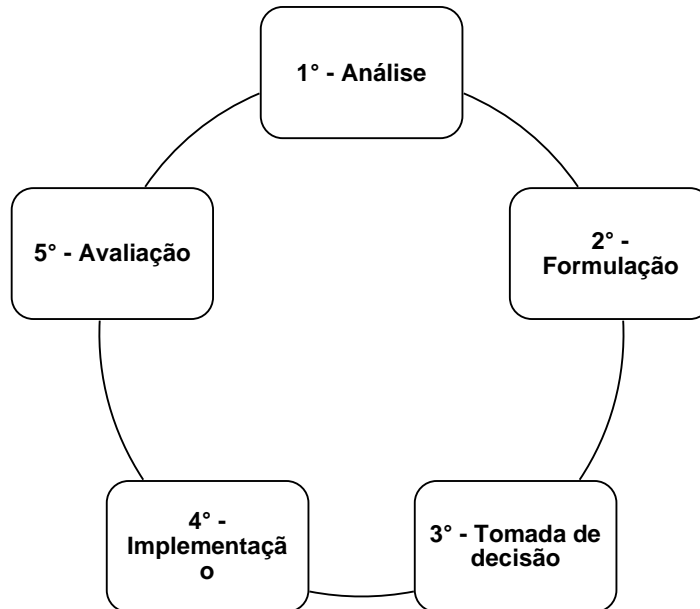 1° - Análise
2° -
Formulação
3° - Tomada de
decisão
4° -
Implementaçã
o
5° - Avaliação